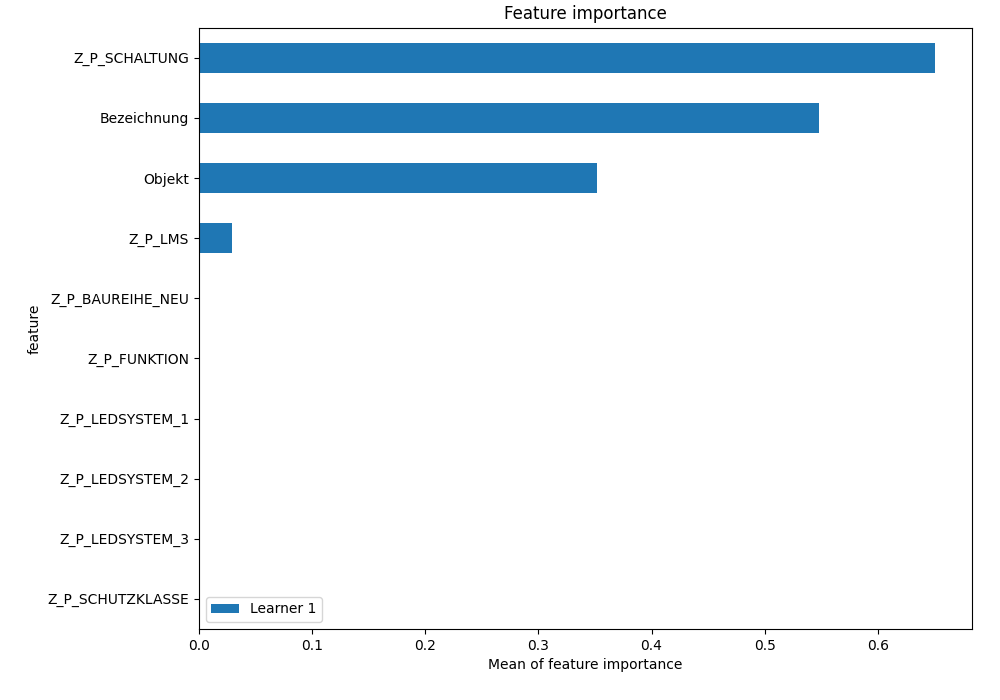 Feature importance
Z_P_SCHALTUNG
Bezeichnung
Objekt
Z_P_LMS
Z_P_BAUREIHE_NEU
Z_P_FUNKTION
Z_P_LEDSYSTEM_1
Z_P_LEDSYSTEM_2
Z_P_LEDSYSTEM_3
Z_P_SCHUTZKLASSE
feature
Learner 1
0.0 0.1 0.2 0.3 0.4 0.5 0.6
Mean of feature importance